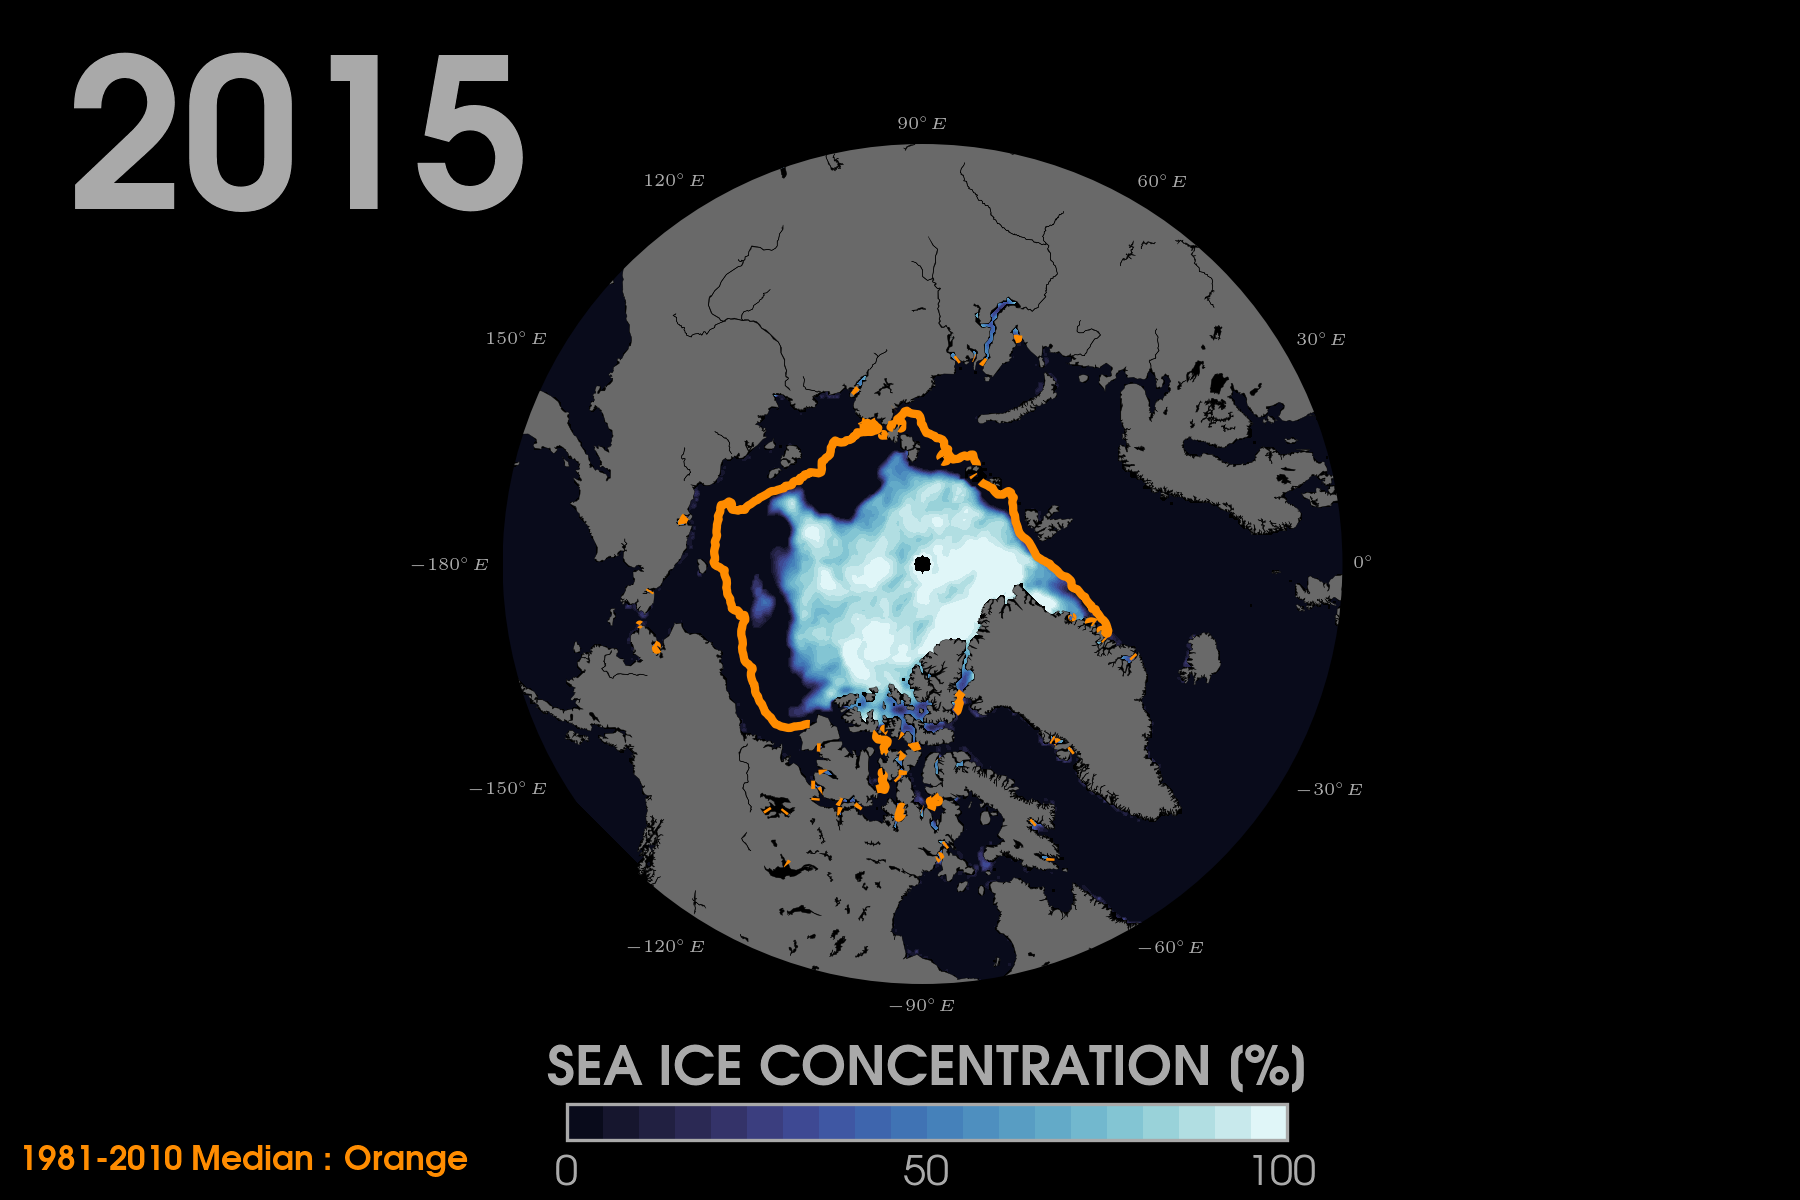 2015
90° E
120° E
60° E
150° E
30° E
−180° E
0°
−150° E
−30° E
−120° E
−60° E
−90° E
SEA ICE CONCENTRATION (%)
0 50 100
1981-2010 Median : Orange